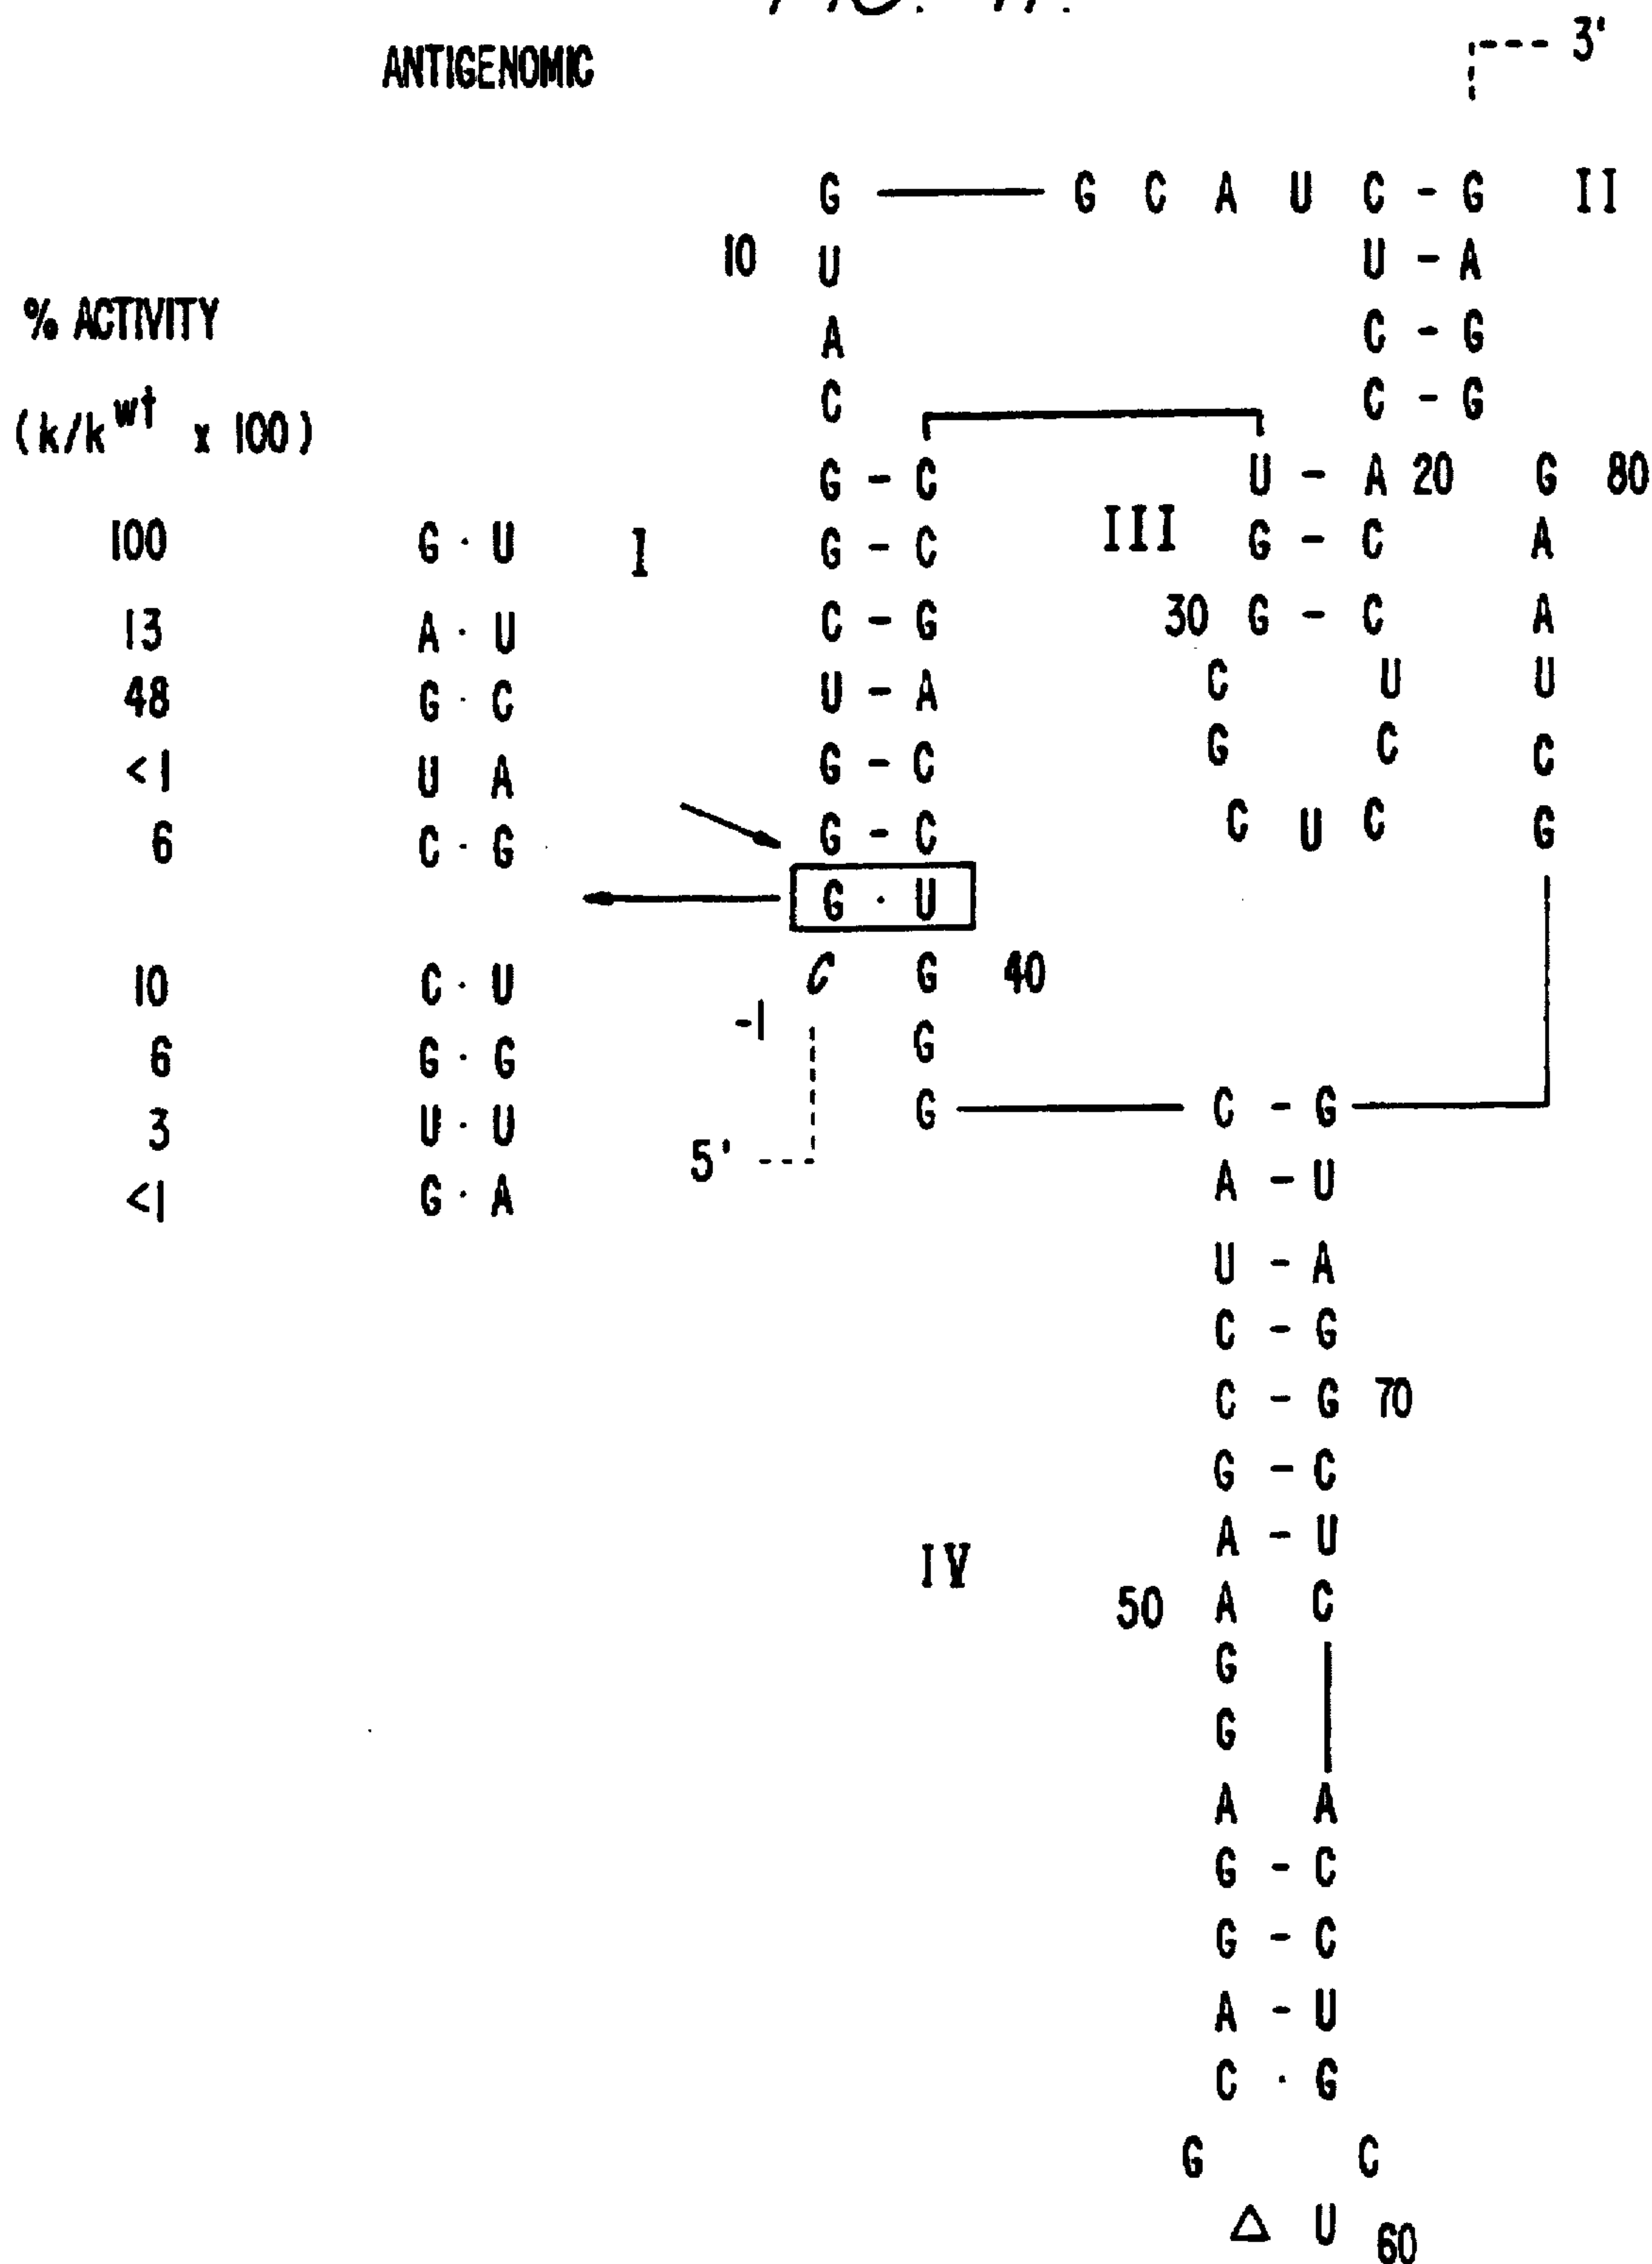 ANTIGENOMIC
3'
G — G C A U C - G II
10 U U - A
% ACTIVITY
A C - G
C C - G
(k/k^wt x 100)
G - C U - A 20 G 80
100 G · U I G - C III G - C A
13 A · U C - G 30 G - C A
48 G · C U - A C U U
<1 U A G - C G C C
6 C · G G - C C U C G
G · U
10 C · U C G 40
-1
6 G · G G
3 U · U 5' G — C - G
<1 G · A A - U
U - A
C - G
C - G 70
G - C
A - U
IV
50 A C
G
G
A A
G - C
G - C
A - U
C · G
G C
Δ U 60